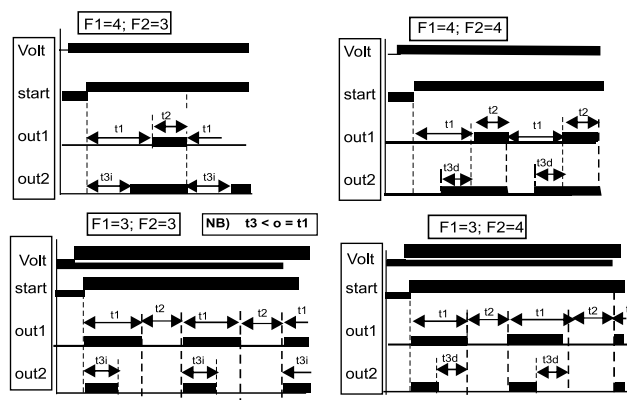 F1=4; F2=3
Volt
start
t2
t1
t1
out1
t3i
t3i
out2
F1=4; F2=4
Volt
start
t2
t2
t1
t1
out1
t3d
t3d
out2
F1=3; F2=3
NB) t3 < o = t1
Volt
start
t1
t2
t1
t2
t1
out1
t3i
t3i
t3i
out2
F1=3; F2=4
Volt
start
t1
t2
t1
t2
out1
t3d
t3d
out2